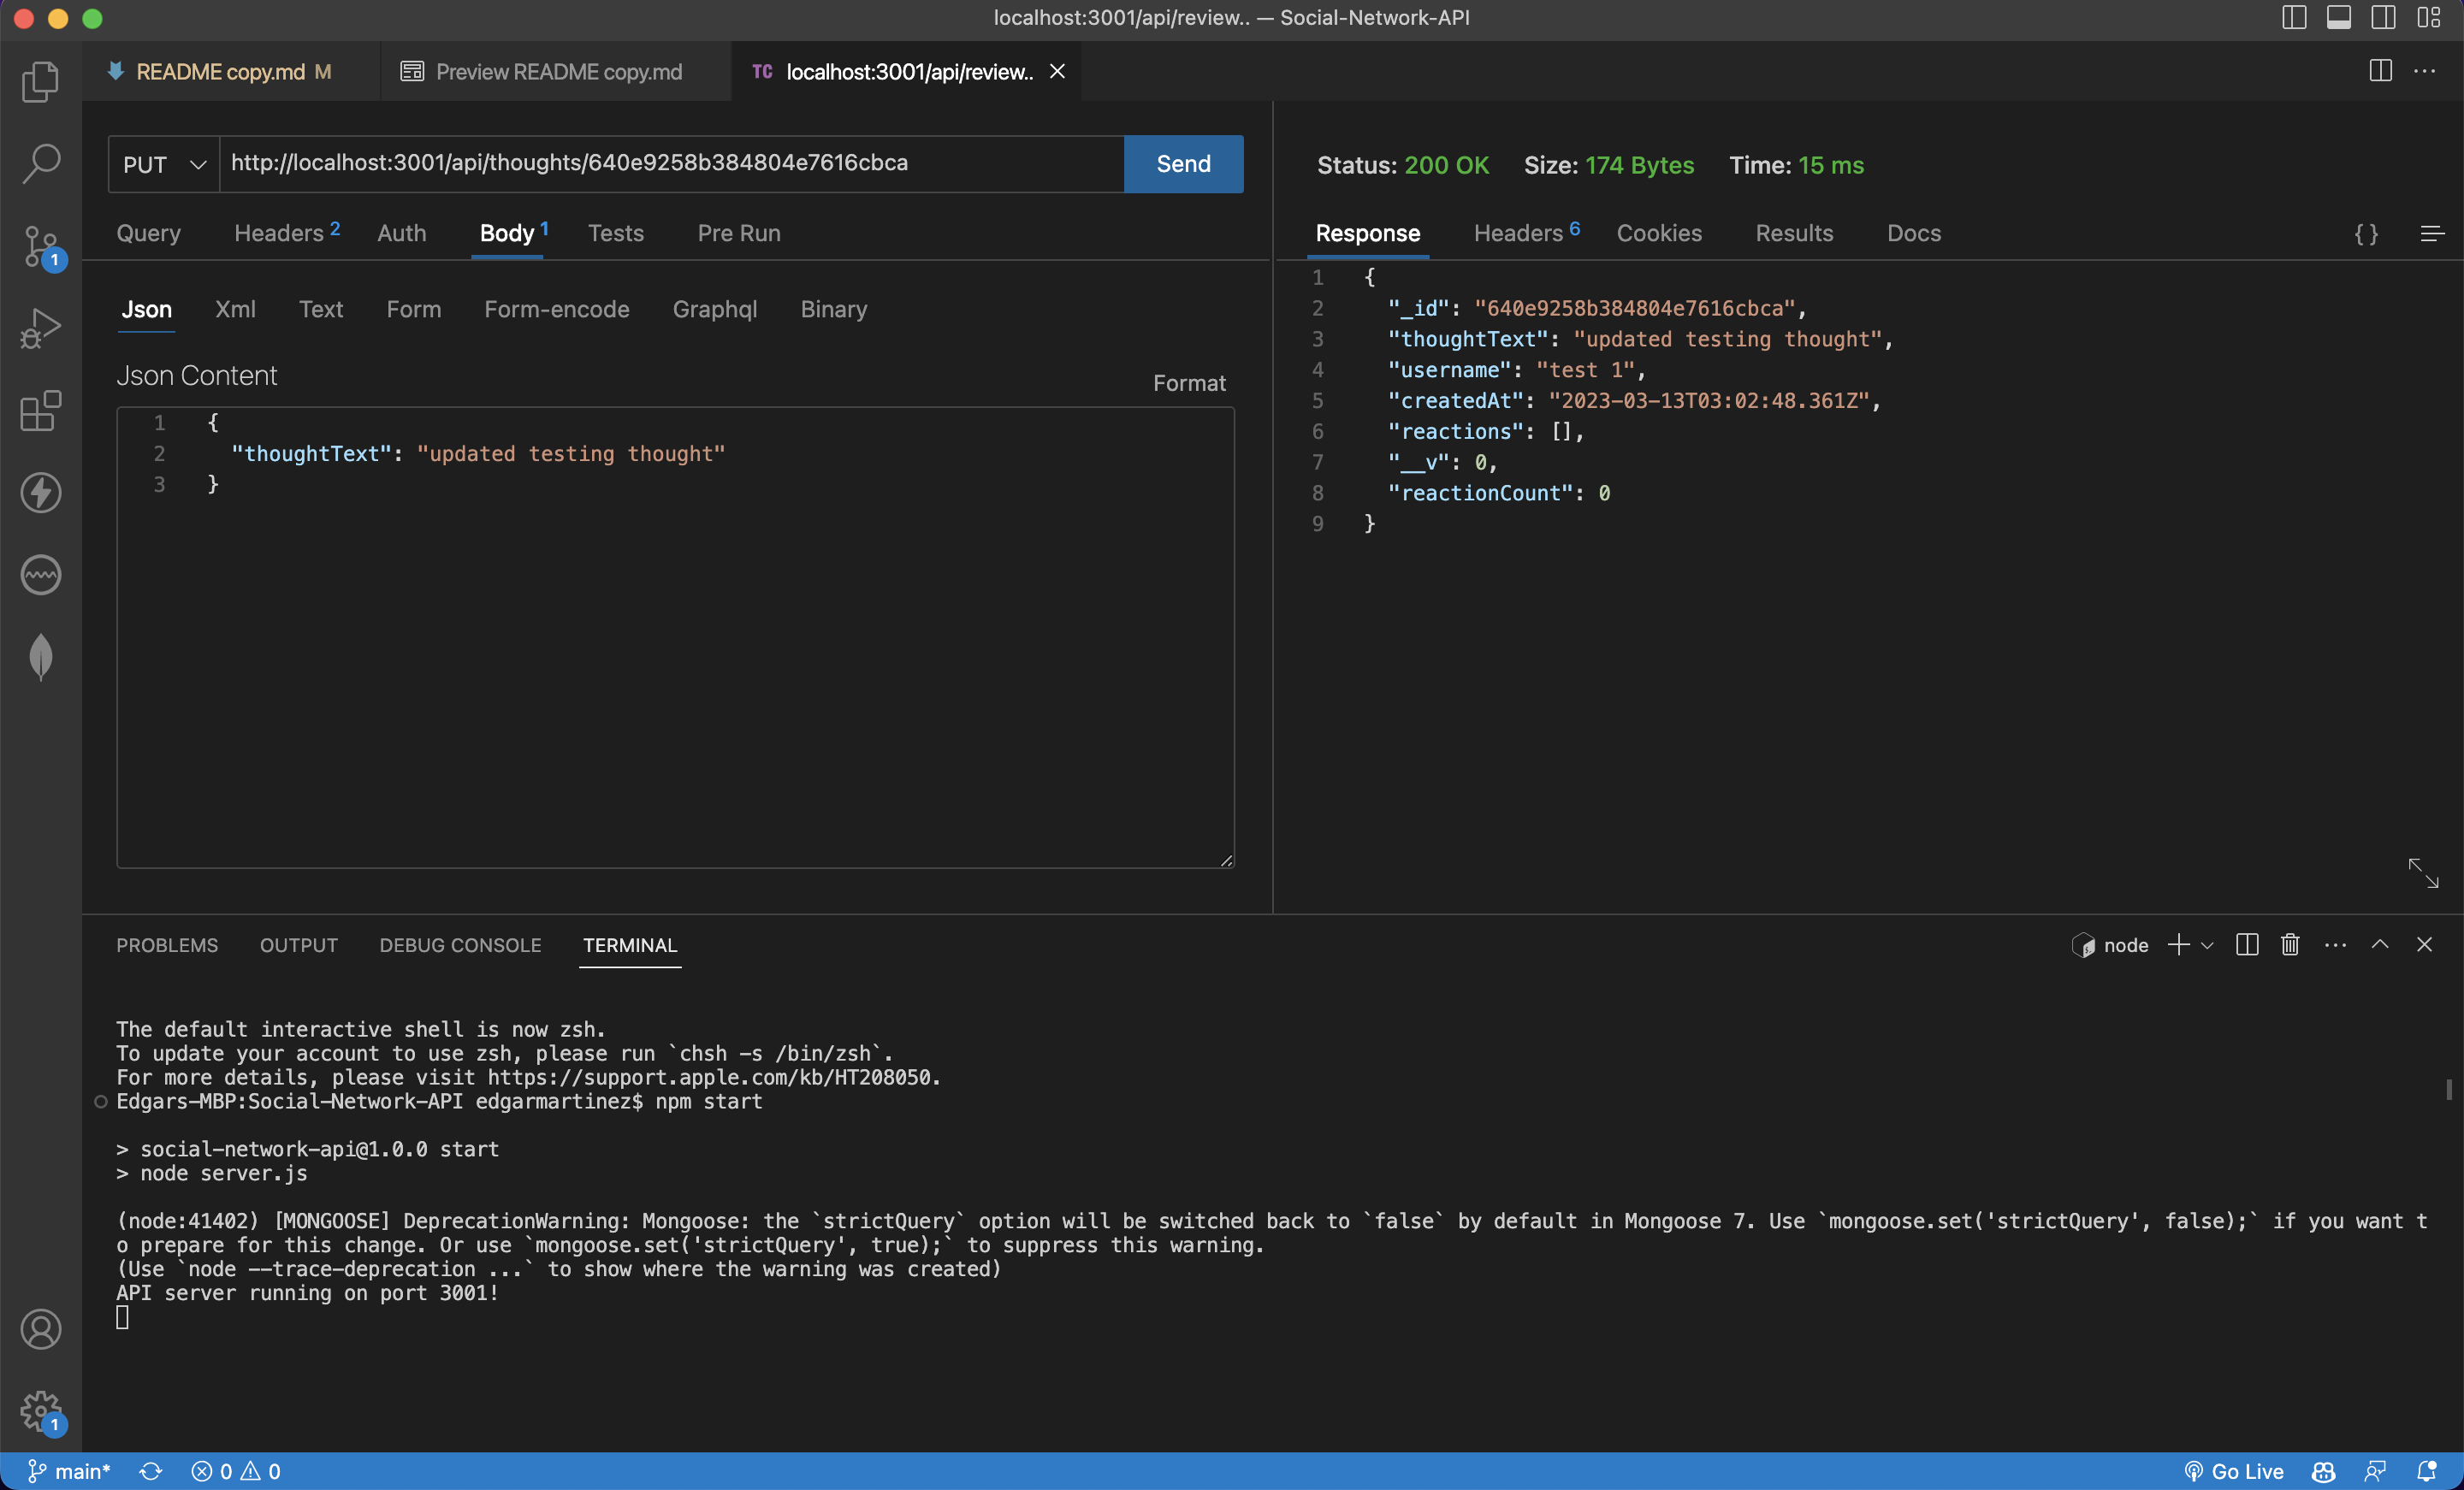 localhost:3001/api/review.. — Social-Network-API
README copy.md M
Preview README copy.md
TC localhost:3001/api/review..
PUT http://localhost:3001/api/thoughts/640e9258b384804e7616cbca Send
Status: 200 OK Size: 174 Bytes Time: 15 ms
Query Headers 2 Auth Body 1 Tests Pre Run
Response Headers 6 Cookies Results Docs { }
Json Xml Text Form Form-encode Graphql Binary
Json Content
Format
1 {
2 "thoughtText": "updated testing thought"
3 }
1 {
2 "_id": "640e9258b384804e7616cbca",
3 "thoughtText": "updated testing thought",
4 "username": "test 1",
5 "createdAt": "2023-03-13T03:02:48.361Z",
6 "reactions": [],
7 "__v": 0,
8 "reactionCount": 0
9 }
1
PROBLEMS OUTPUT DEBUG CONSOLE TERMINAL
node
The default interactive shell is now zsh.
To update your account to use zsh, please run `chsh -s /bin/zsh`.
For more details, please visit https://support.apple.com/kb/HT208050.
Edgars-MBP:Social-Network-API edgarmartinez$ npm start
> social-network-api@1.0.0 start
> node server.js
(node:41402) [MONGOOSE] DeprecationWarning: Mongoose: the `strictQuery` option will be switched back to `false` by default in Mongoose 7. Use `mongoose.set('strictQuery', false);` if you want t
o prepare for this change. Or use `mongoose.set('strictQuery', true);` to suppress this warning.
(Use `node --trace-deprecation ...` to show where the warning was created)
API server running on port 3001!
1
main* 0 0 Go Live